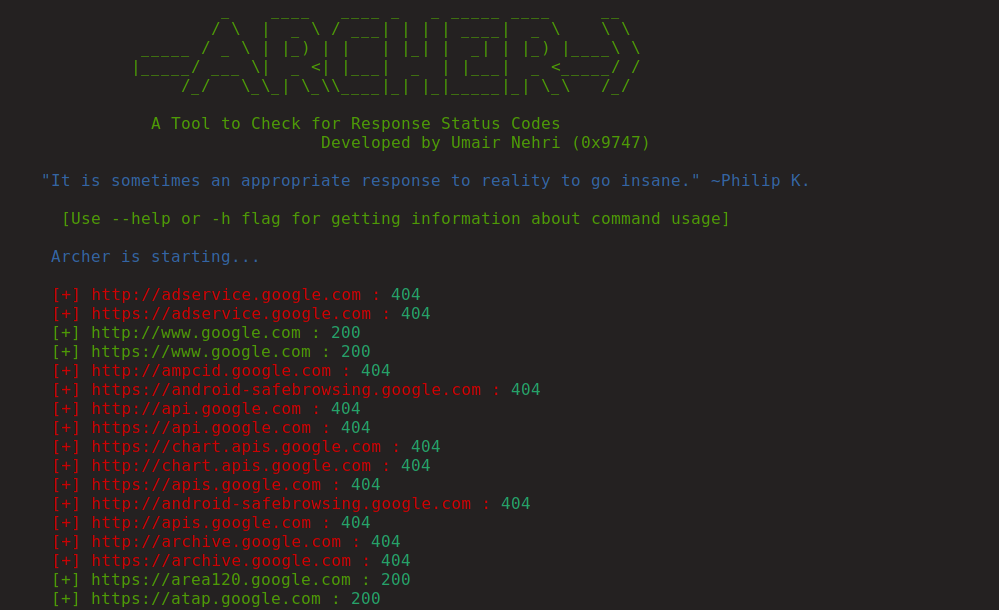 -ARCHER->
A Tool to Check for Response Status Codes
Developed by Umair Nehri (0x9747)
"It is sometimes an appropriate response to reality to go insane." ~Philip K.
[Use --help or -h flag for getting information about command usage]
Archer is starting...
[+] http://adservice.google.com : 404
[+] https://adservice.google.com : 404
[+] http://www.google.com : 200
[+] https://www.google.com : 200
[+] http://ampcid.google.com : 404
[+] https://android-safebrowsing.google.com : 404
[+] http://api.google.com : 404
[+] https://api.google.com : 404
[+] https://chart.apis.google.com : 404
[+] http://chart.apis.google.com : 404
[+] https://apis.google.com : 404
[+] http://android-safebrowsing.google.com : 404
[+] http://apis.google.com : 404
[+] http://archive.google.com : 404
[+] https://archive.google.com : 404
[+] https://area120.google.com : 200
[+] https://atap.google.com : 200